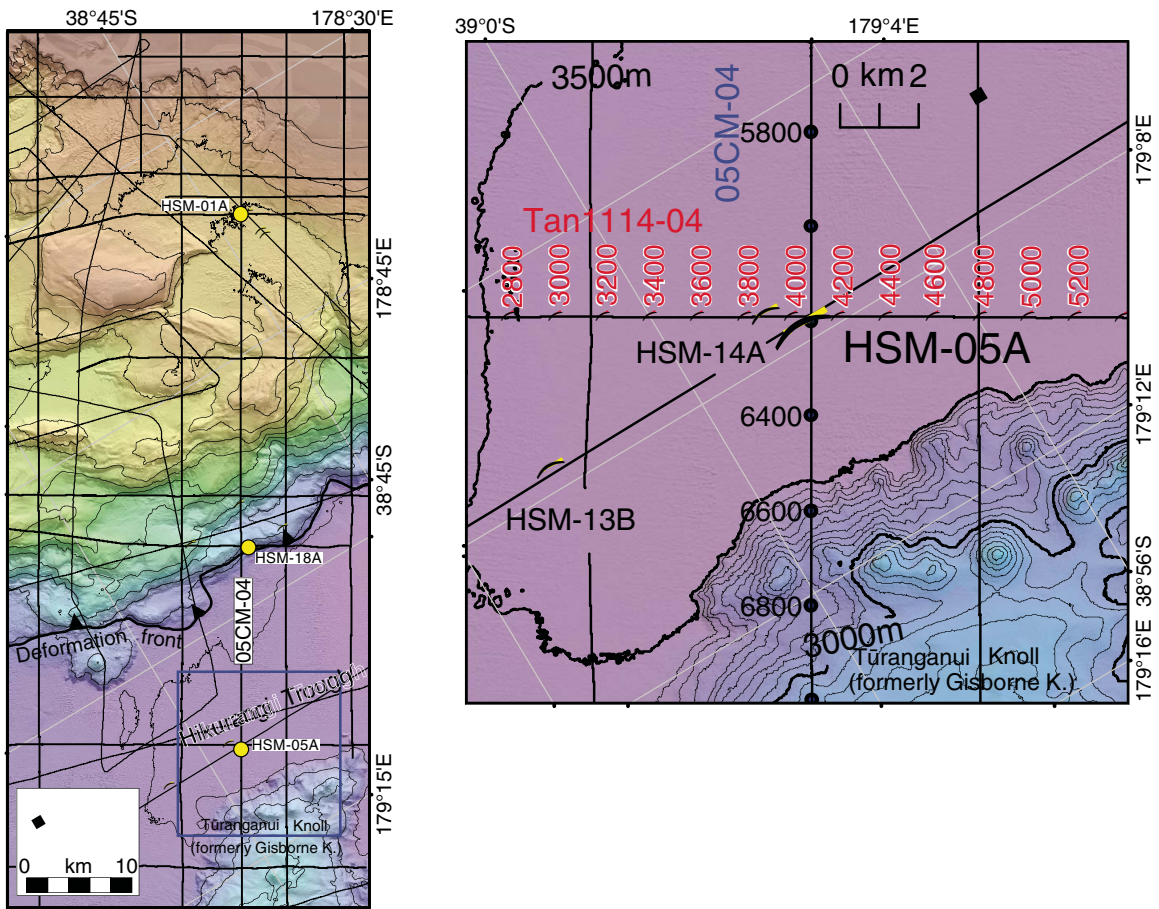 38°45'S
178°30'E
HSM-01A
178°45'E
38°45'S
HSM-18A
05CM-04
Deformation front
Hikurangi Trough
HSM-05A
179°15'E
Tūranganui Knoll
(formerly Gisborne K.)
0 km 10
39°0'S
179°4'E
3500m
05CM-04
0 km 2
5800
179°8'E
Tan1114-04
2800
3000
3200
3400
3600
3800
4000
4200
4400
4600
4800
5000
5200
HSM-14A
HSM-05A
179°12'E
6400
HSM-13B
6600
38°56'S
6800
3000m
Tūranganui Knoll
(formerly Gisborne K.)
179°16'E